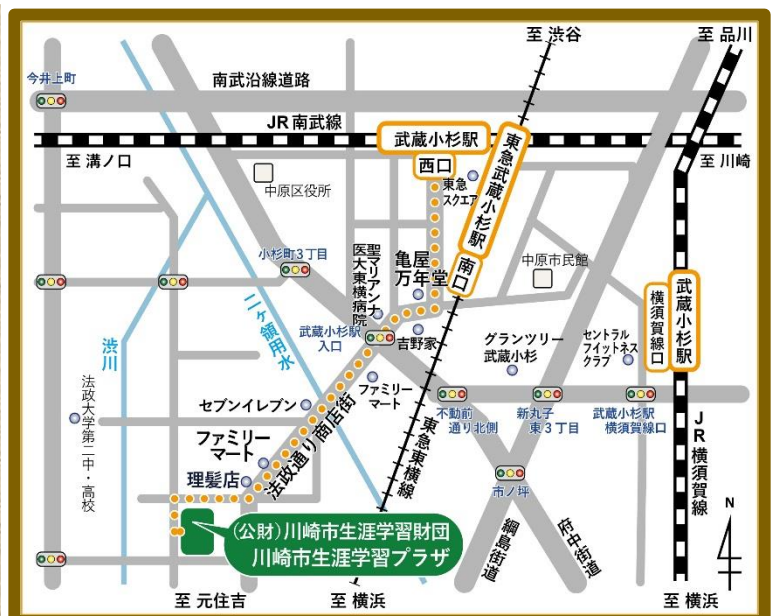 至 渋谷
至 品川
今井上町
南武沿線道路
JR南武線
武蔵小杉駅
西口
東急武蔵小杉駅
南口
至 溝ノ口
至 川崎
中原区役所
東急
スクエア
小杉町3丁目
聖マリアンナ
医大東横病院
亀屋
万年堂
中原市民館
武蔵小杉駅
横須賀線口
二ヶ領用水
渋川
武蔵小杉駅
入口
吉野家
グランツリー
武蔵小杉
セントラル
フィットネス
クラブ
法政大学第二中・高校
セブンイレブン
ファミリー
マート
不動前
通り北側
新丸子
東3丁目
武蔵小杉駅
横須賀線口
ファミリー
マート
法政通り商店街
東急東横線
JR横須賀線
理髪店
市ノ坪
綱島街道
府中街道
N
(公財)川崎市生涯学習財団
川崎市生涯学習プラザ
至 元住吉
至 横浜
至 横浜